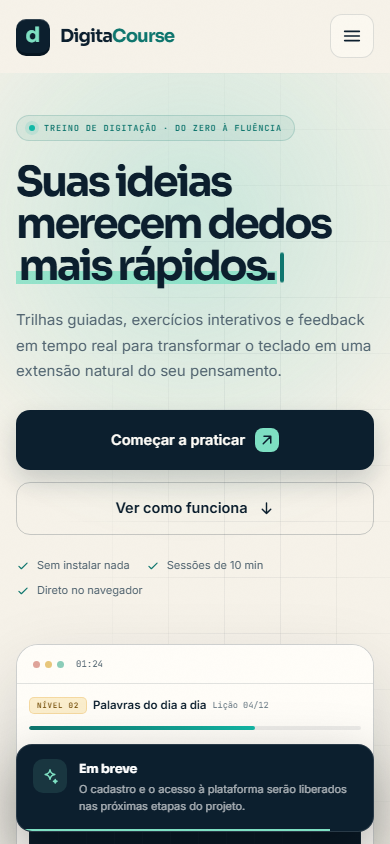 d DigitaCourse
TREINO DE DIGITAÇÃO · DO ZERO À FLUÊNCIA
Suas ideias
merecem dedos
mais rápidos.
Trilhas guiadas, exercícios interativos e feedback
em tempo real para transformar o teclado em uma
extensão natural do seu pensamento.
Começar a praticar
Ver como funciona
Sem instalar nada
Sessões de 10 min
Direto no navegador
01:24
NÍVEL 02 Palavras do dia a dia Lição 04/12
Em breve
O cadastro e o acesso à plataforma serão liberados
nas próximas etapas do projeto.